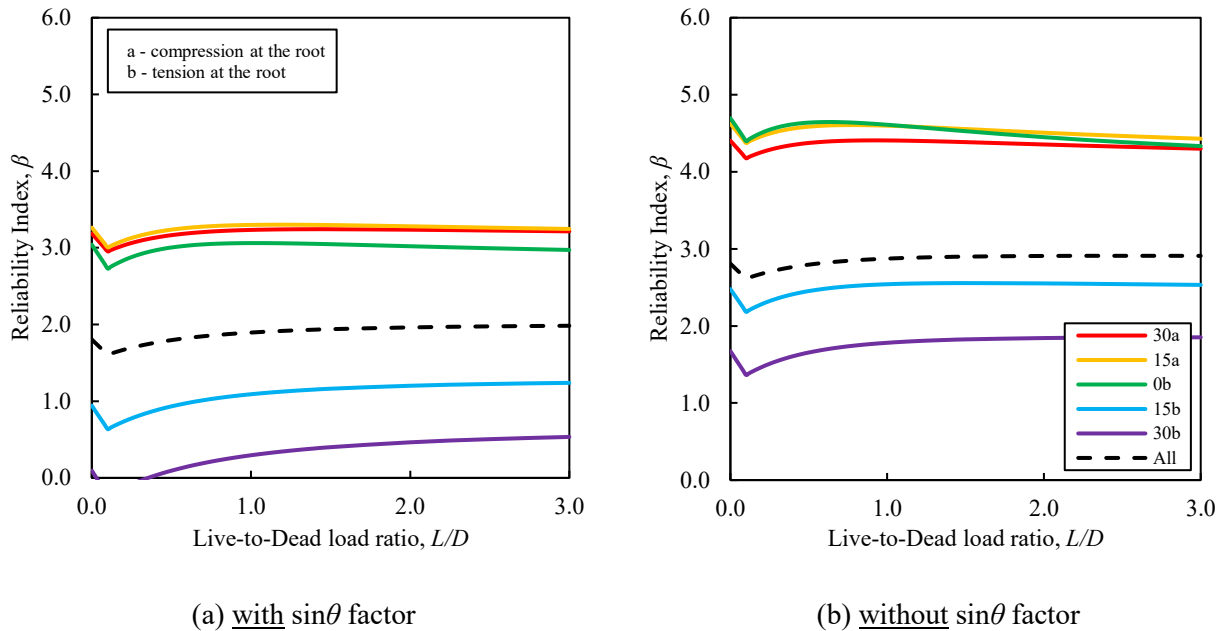 6.0
5.0
4.0
3.0
2.0
1.0
0.0
Reliability Index, β
a - compression at the root
b - tension at the root
0.0 1.0 2.0 3.0
Live-to-Dead load ratio, L/D
(a) with sinθ factor
6.0
5.0
4.0
3.0
2.0
1.0
0.0
Reliability Index, β
30a
15a
0b
15b
30b
All
0.0 1.0 2.0 3.0
Live-to-Dead load ratio, L/D
(b) without sinθ factor